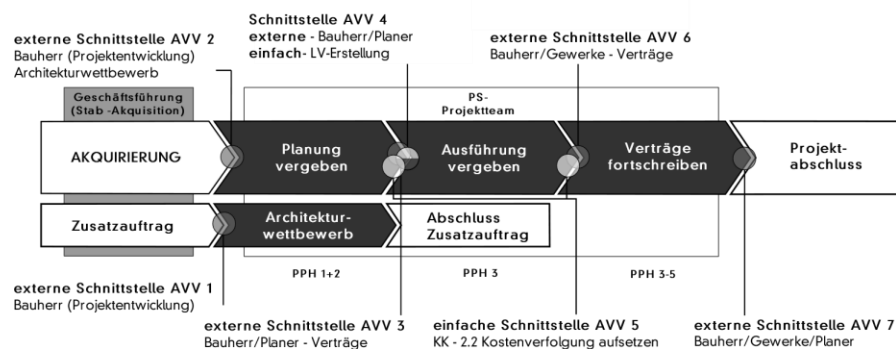 Schnittstelle AVV 4
externe - Bauherr/Planer
einfach- LV-Erstellung
externe Schnittstelle AVV 2
Bauherr (Projektentwicklung)
Architekturwettbewerb
externe Schnittstelle AVV 6
Bauherr/Gewerke - Verträge
Geschäftsführung
(Stab -Akquisition)
PS-
Projektteam
AKQUIRIERUNG
Planung
vergeben
Ausführung
vergeben
Verträge
fortschreiben
Projekt-
abschluss
Zusatzauftrag
Architektur-
wettbewerb
Abschluss
Zusatzauftrag
PPH 1+2
PPH 3
PPH 3-5
externe Schnittstelle AVV 1
Bauherr (Projektentwicklung)
externe Schnittstelle AVV 3
Bauherr/Planer - Verträge
einfache Schnittstelle AVV 5
KK - 2.2 Kostenverfolgung aufsetzen
externe Schnittstelle AVV 7
Bauherr/Gewerke/Planer